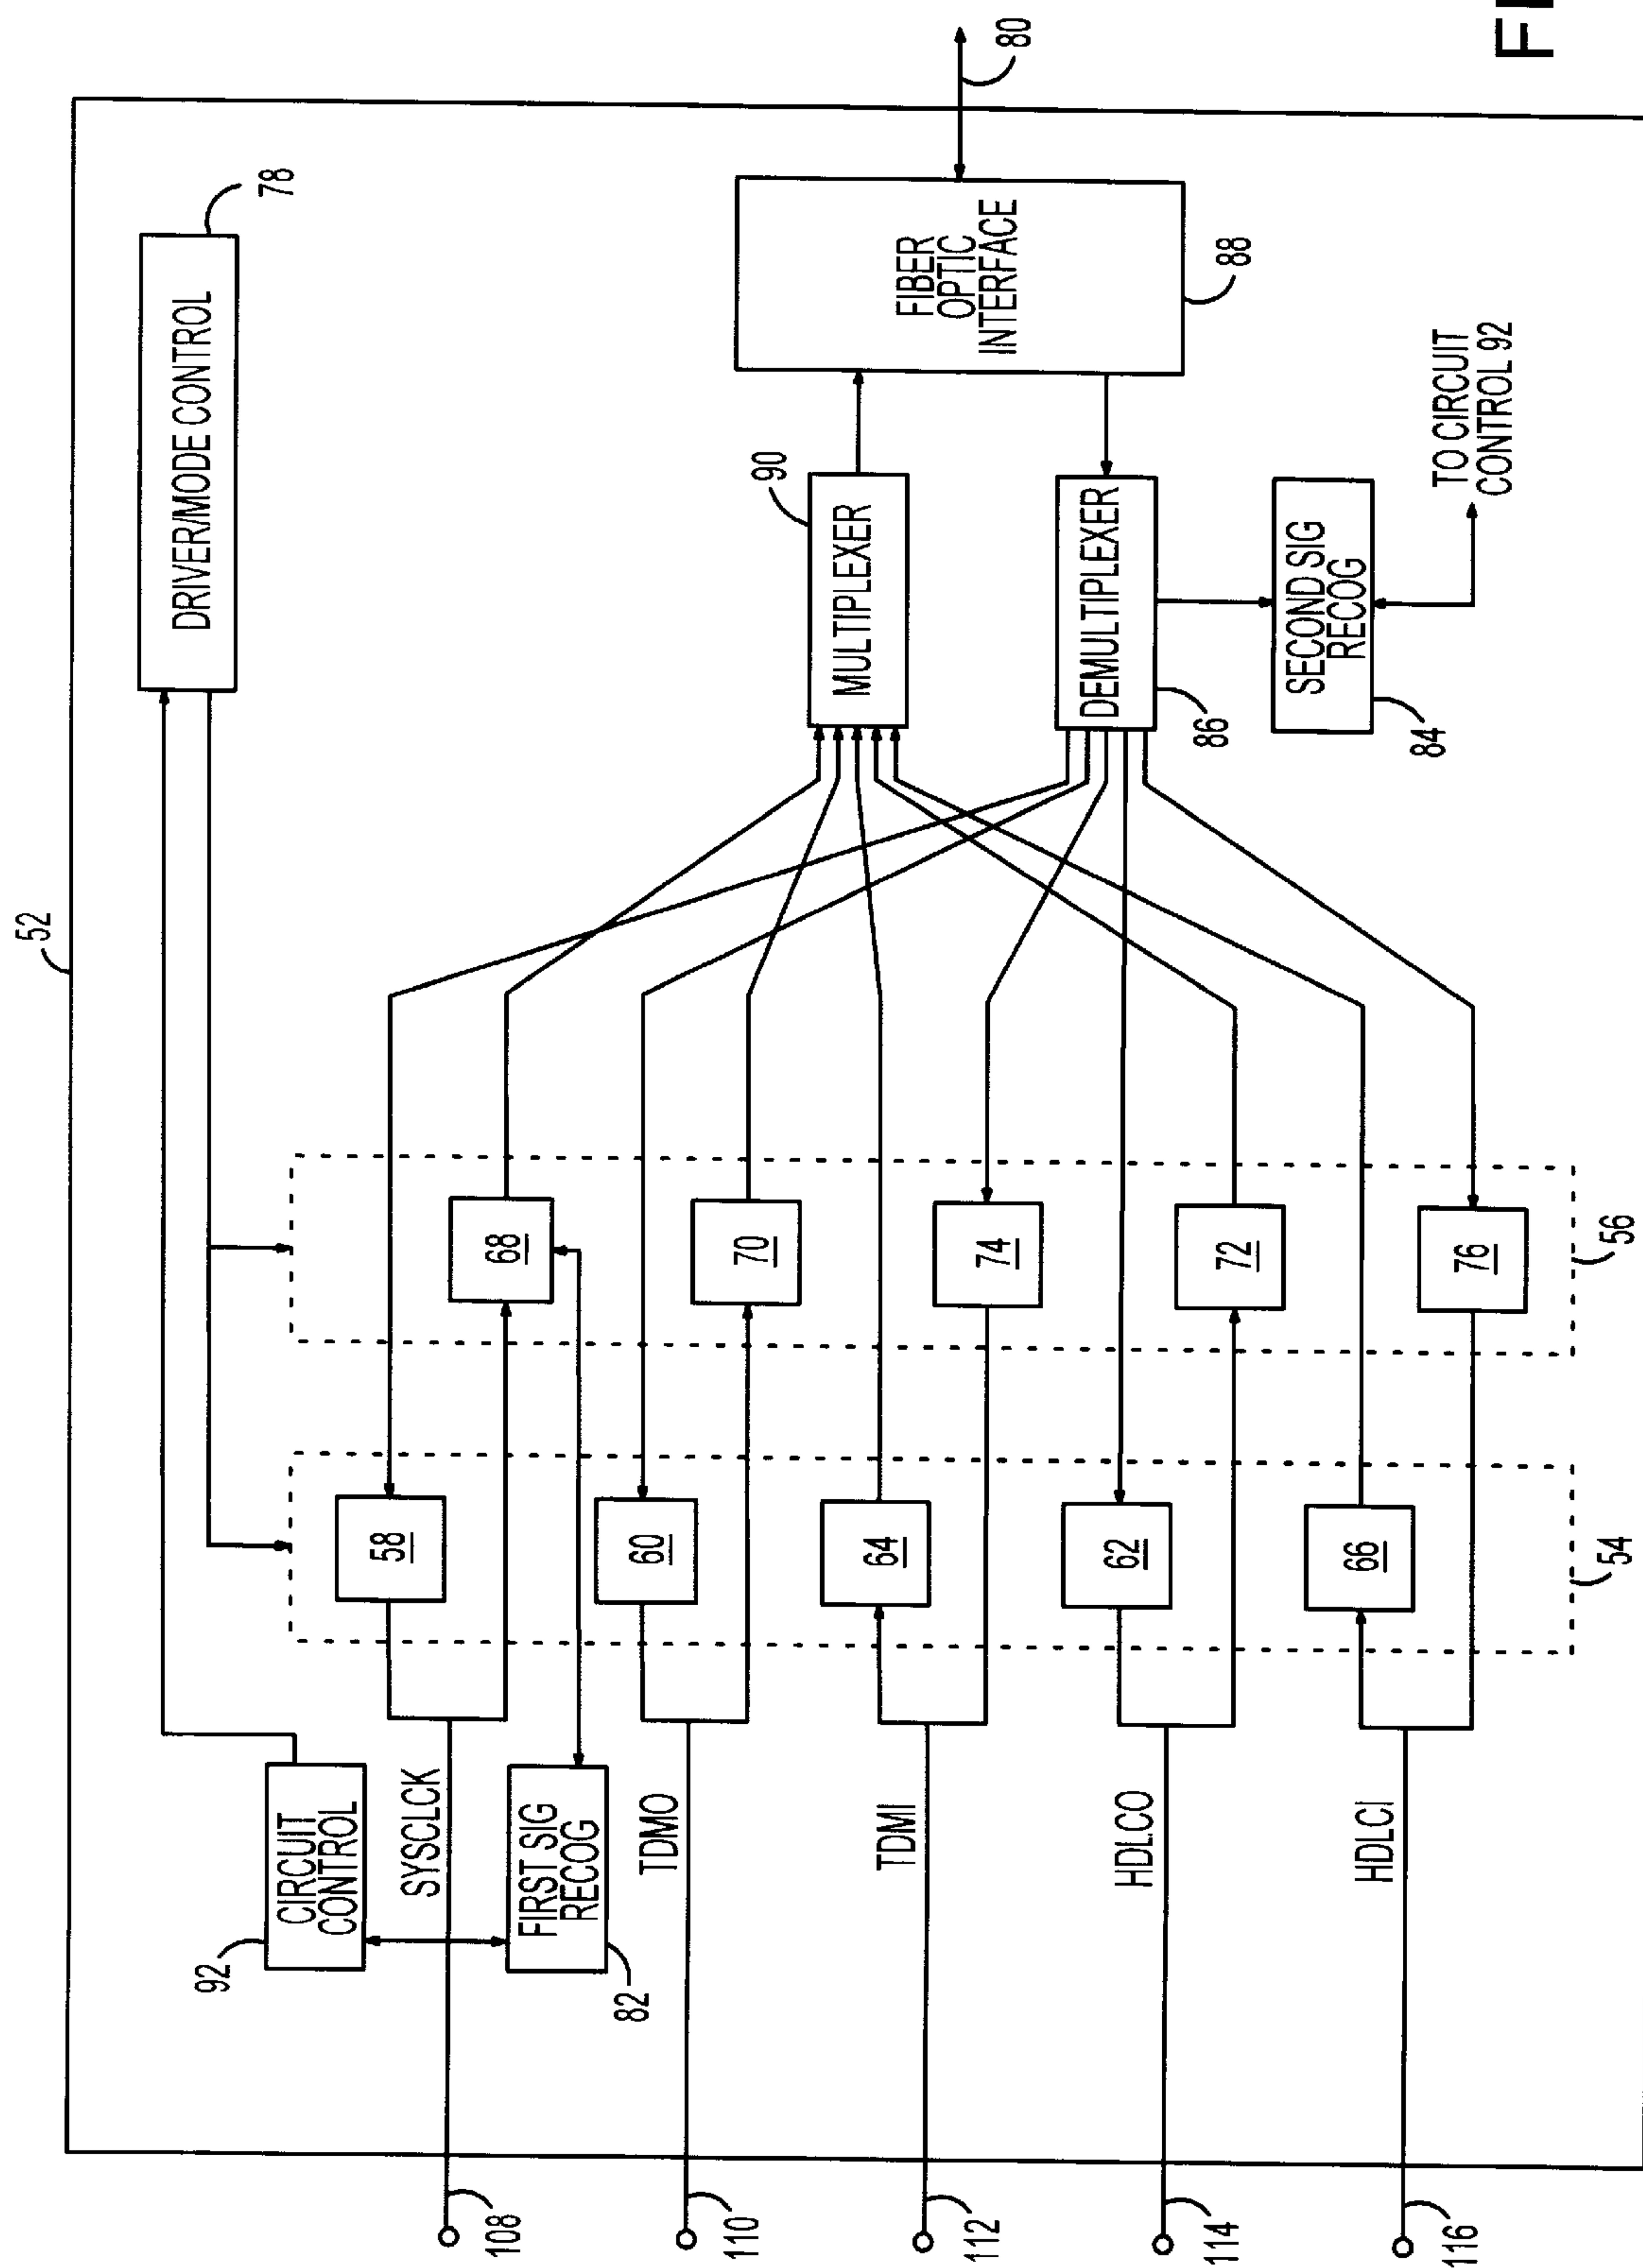 52
DRIVER/MODE CONTROL
78
92
CIRCUIT
CONTROL
SYSCLCK
108
FIRST SIG
RECOG
82
58
68
TDMO
110
60
70
TDMI
112
64
74
HDLCO
114
62
72
HDLCI
116
66
76
54
56
MULTIPLEXER
90
DEMULTIPLEXER
86
SECOND SIG
RECOG
84
TO CIRCUIT
CONTROL 92
FIBER
OPTIC
INTERFACE
88
80